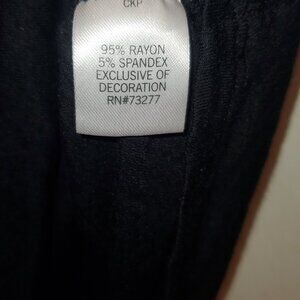 CKP
95% RAYON
5% SPANDEX
EXCLUSIVE OF
DECORATION
RN#73277